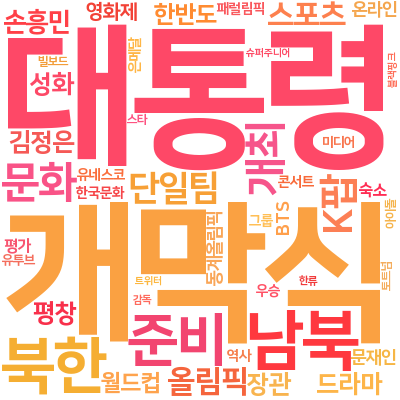 손흥민
영화제
한반도
패럴림픽
스포츠
온라인
빌보드
은메달
슈퍼주니어
블랙핑크
성화
대통령
김정은
스타
개최
미디어
문화
유네스코
한국문화
단일팀
콘서트
K팝
숙소
아이돌
개막식
동계올림픽
그룹
BTS
평가
유투브
트위터
우승
한류
토트넘
평창
감독
준비
남북
북한
역사
문재인
월드컵
올림픽
장관
드라마